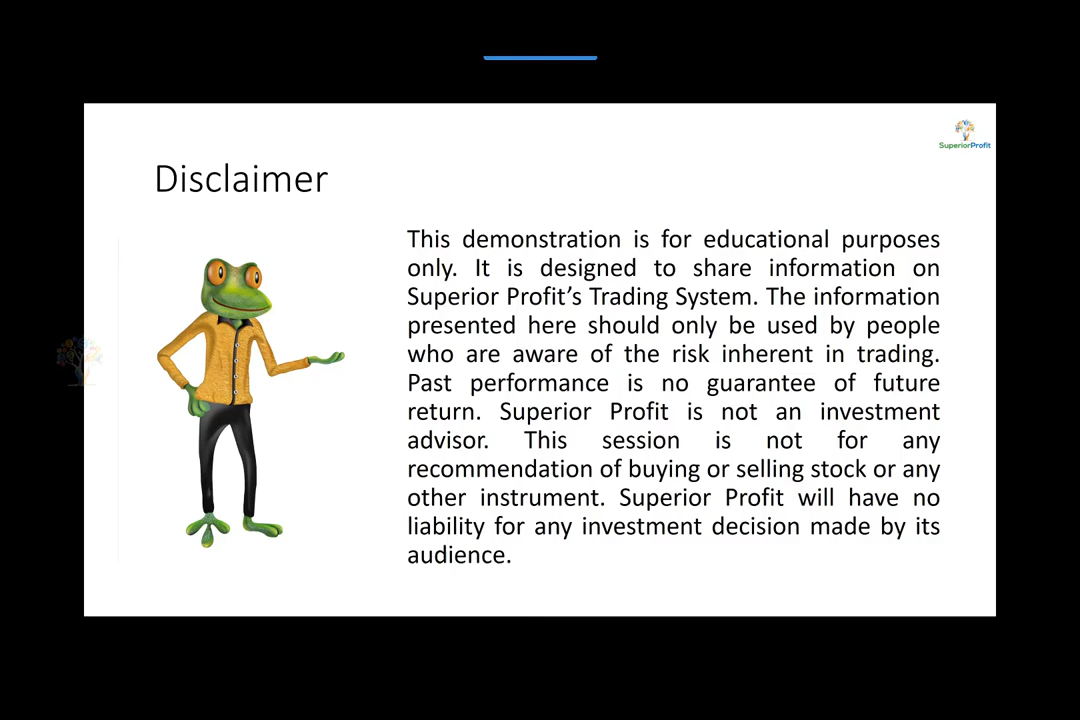 SuperiorProfit
Disclaimer
This demonstration is for educational purposes
only. It is designed to share information on
Superior Profit’s Trading System. The information
presented here should only be used by people
who are aware of the risk inherent in trading.
Past performance is no guarantee of future
return. Superior Profit is not an investment
advisor. This session is not for any
recommendation of buying or selling stock or any
other instrument. Superior Profit will have no
liability for any investment decision made by its
audience.